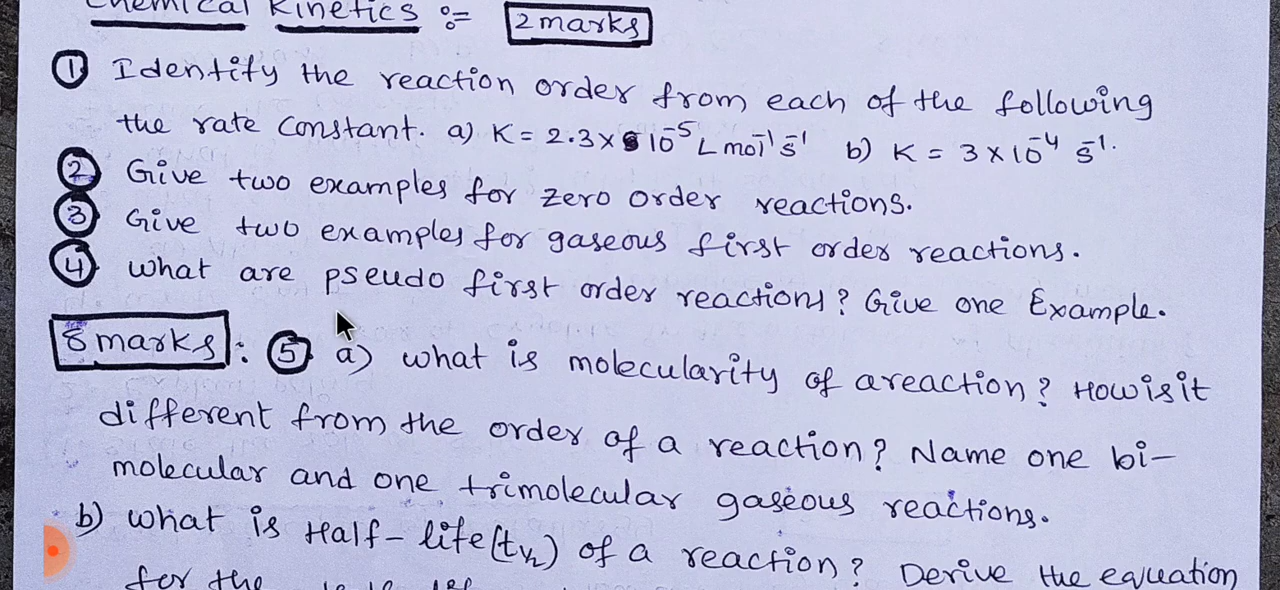 Chemical Kinetics :- 2 marks
① Identify the reaction order from each of the following
the rate constant. a) K = 2.3 × 10⁻⁵ L mol⁻¹ s⁻¹ b) K = 3 × 10⁻⁴ s⁻¹.
② Give two examples for zero order reactions.
③ Give two examples for gaseous first order reactions.
④ what are pseudo first order reactions? Give one Example.
8 marks : ⑤ a) what is molecularity of a reaction? How is it
different from the order of a reaction? Name one bi-
molecular and one trimolecular gaseous reactions.
b) what is Half-life (t½) of a reaction? Derive the equation
for the